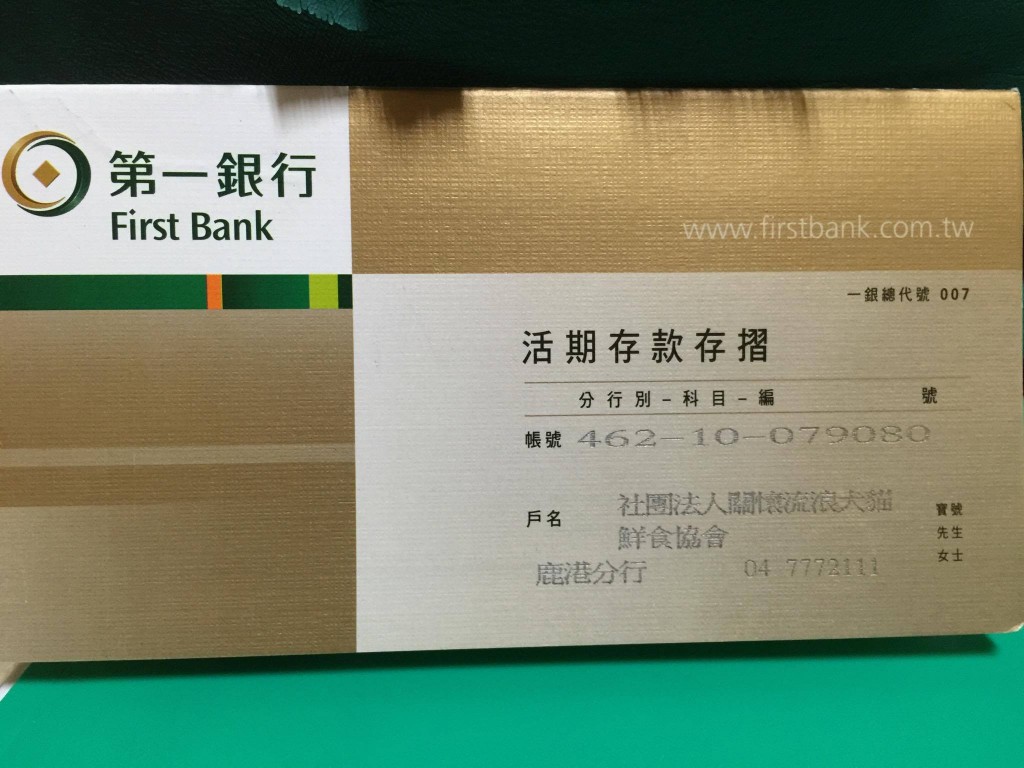 第一銀行
First Bank
www.firstbank.com.tw
一銀總代號 007
活期存款存摺
分行別－科目－編 號
帳號 462-10-079080
戶名 社團法人關懷流浪犬貓 寶號
鮮食協會 先生
女士
鹿港分行 04 7772111